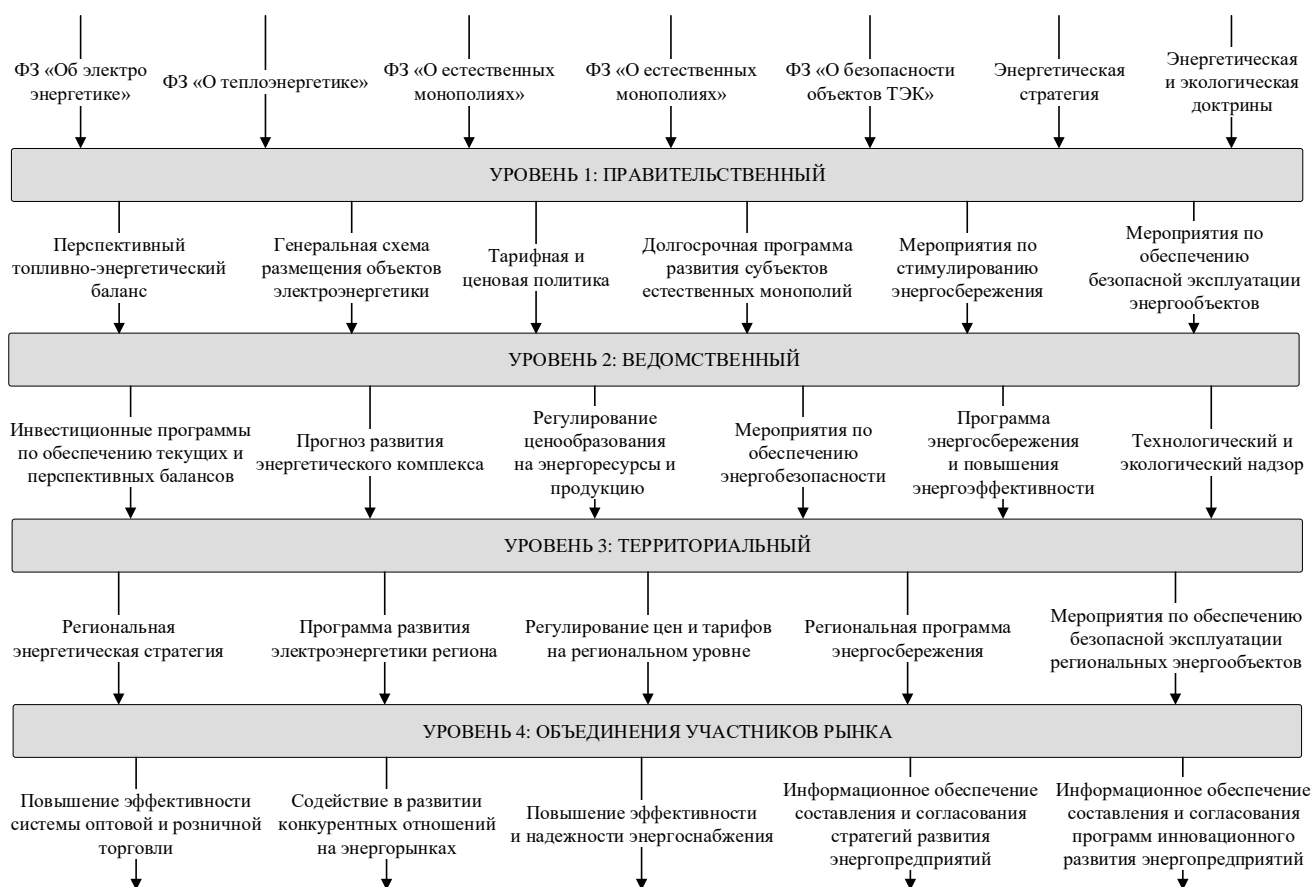 ФЗ «Об электро
энергетике»
ФЗ «О теплоэнергетике»
ФЗ «О естественных
монополиях»
ФЗ «О естественных
монополиях»
ФЗ «О безопасности
объектов ТЭК»
Энергетическая
стратегия
Энергетическая
и экологическая
доктрины
УРОВЕНЬ 1: ПРАВИТЕЛЬСТВЕННЫЙ
Перспективный
топливно-энергетический
баланс
Генеральная схема
размещения объектов
электроэнергетики
Тарифная и
ценовая политика
Долгосрочная программа
развития субъектов
естественных монополий
Мероприятия по
стимулированию
энергосбережения
Мероприятия по
обеспечению
безопасной эксплуатации
энергообъектов
УРОВЕНЬ 2: ВЕДОМСТВЕННЫЙ
Инвестиционные программы
по обеспечению текущих и
перспективных балансов
Прогноз развития
энергетического комплекса
Регулирование
ценообразования
на энергоресурсы и
продукцию
Мероприятия по
обеспечению
энергобезопасности
Программа
энергосбережения
и повышения
энергоэффективности
Технологический и
экологический надзор
УРОВЕНЬ 3: ТЕРРИТОРИАЛЬНЫЙ
Региональная
энергетическая стратегия
Программа развития
электроэнергетики региона
Регулирование цен и тарифов
на региональном уровне
Региональная программа
энергосбережения
Мероприятия по обеспечению
безопасной эксплуатации
региональных энергообъектов
УРОВЕНЬ 4: ОБЪЕДИНЕНИЯ УЧАСТНИКОВ РЫНКА
Повышение эффективности
системы оптовой и розничной
торговли
Содействие в развитии
конкурентных отношений
на энергорынках
Повышение эффективности
и надежности энергоснабжения
Информационное обеспечение
составления и согласования
стратегий развития
энергопредприятий
Информационное обеспечение
составления и согласования
программ инновационного
развития энергопредприятий